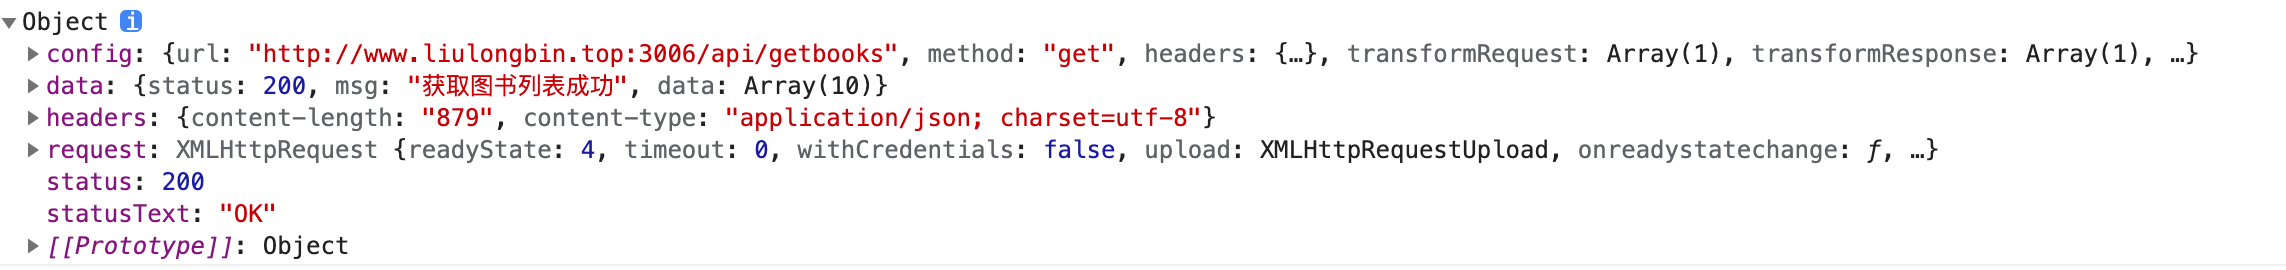 Object i
config: {url: "http://www.liulongbin.top:3006/api/getbooks", method: "get", headers: {…}, transformRequest: Array(1), transformResponse: Array(1), …}
data: {status: 200, msg: "获取图书列表成功", data: Array(10)}
headers: {content-length: "879", content-type: "application/json; charset=utf-8"}
request: XMLHttpRequest {readyState: 4, timeout: 0, withCredentials: false, upload: XMLHttpRequestUpload, onreadystatechange: ƒ, …}
status: 200
statusText: "OK"
[[Prototype]]: Object